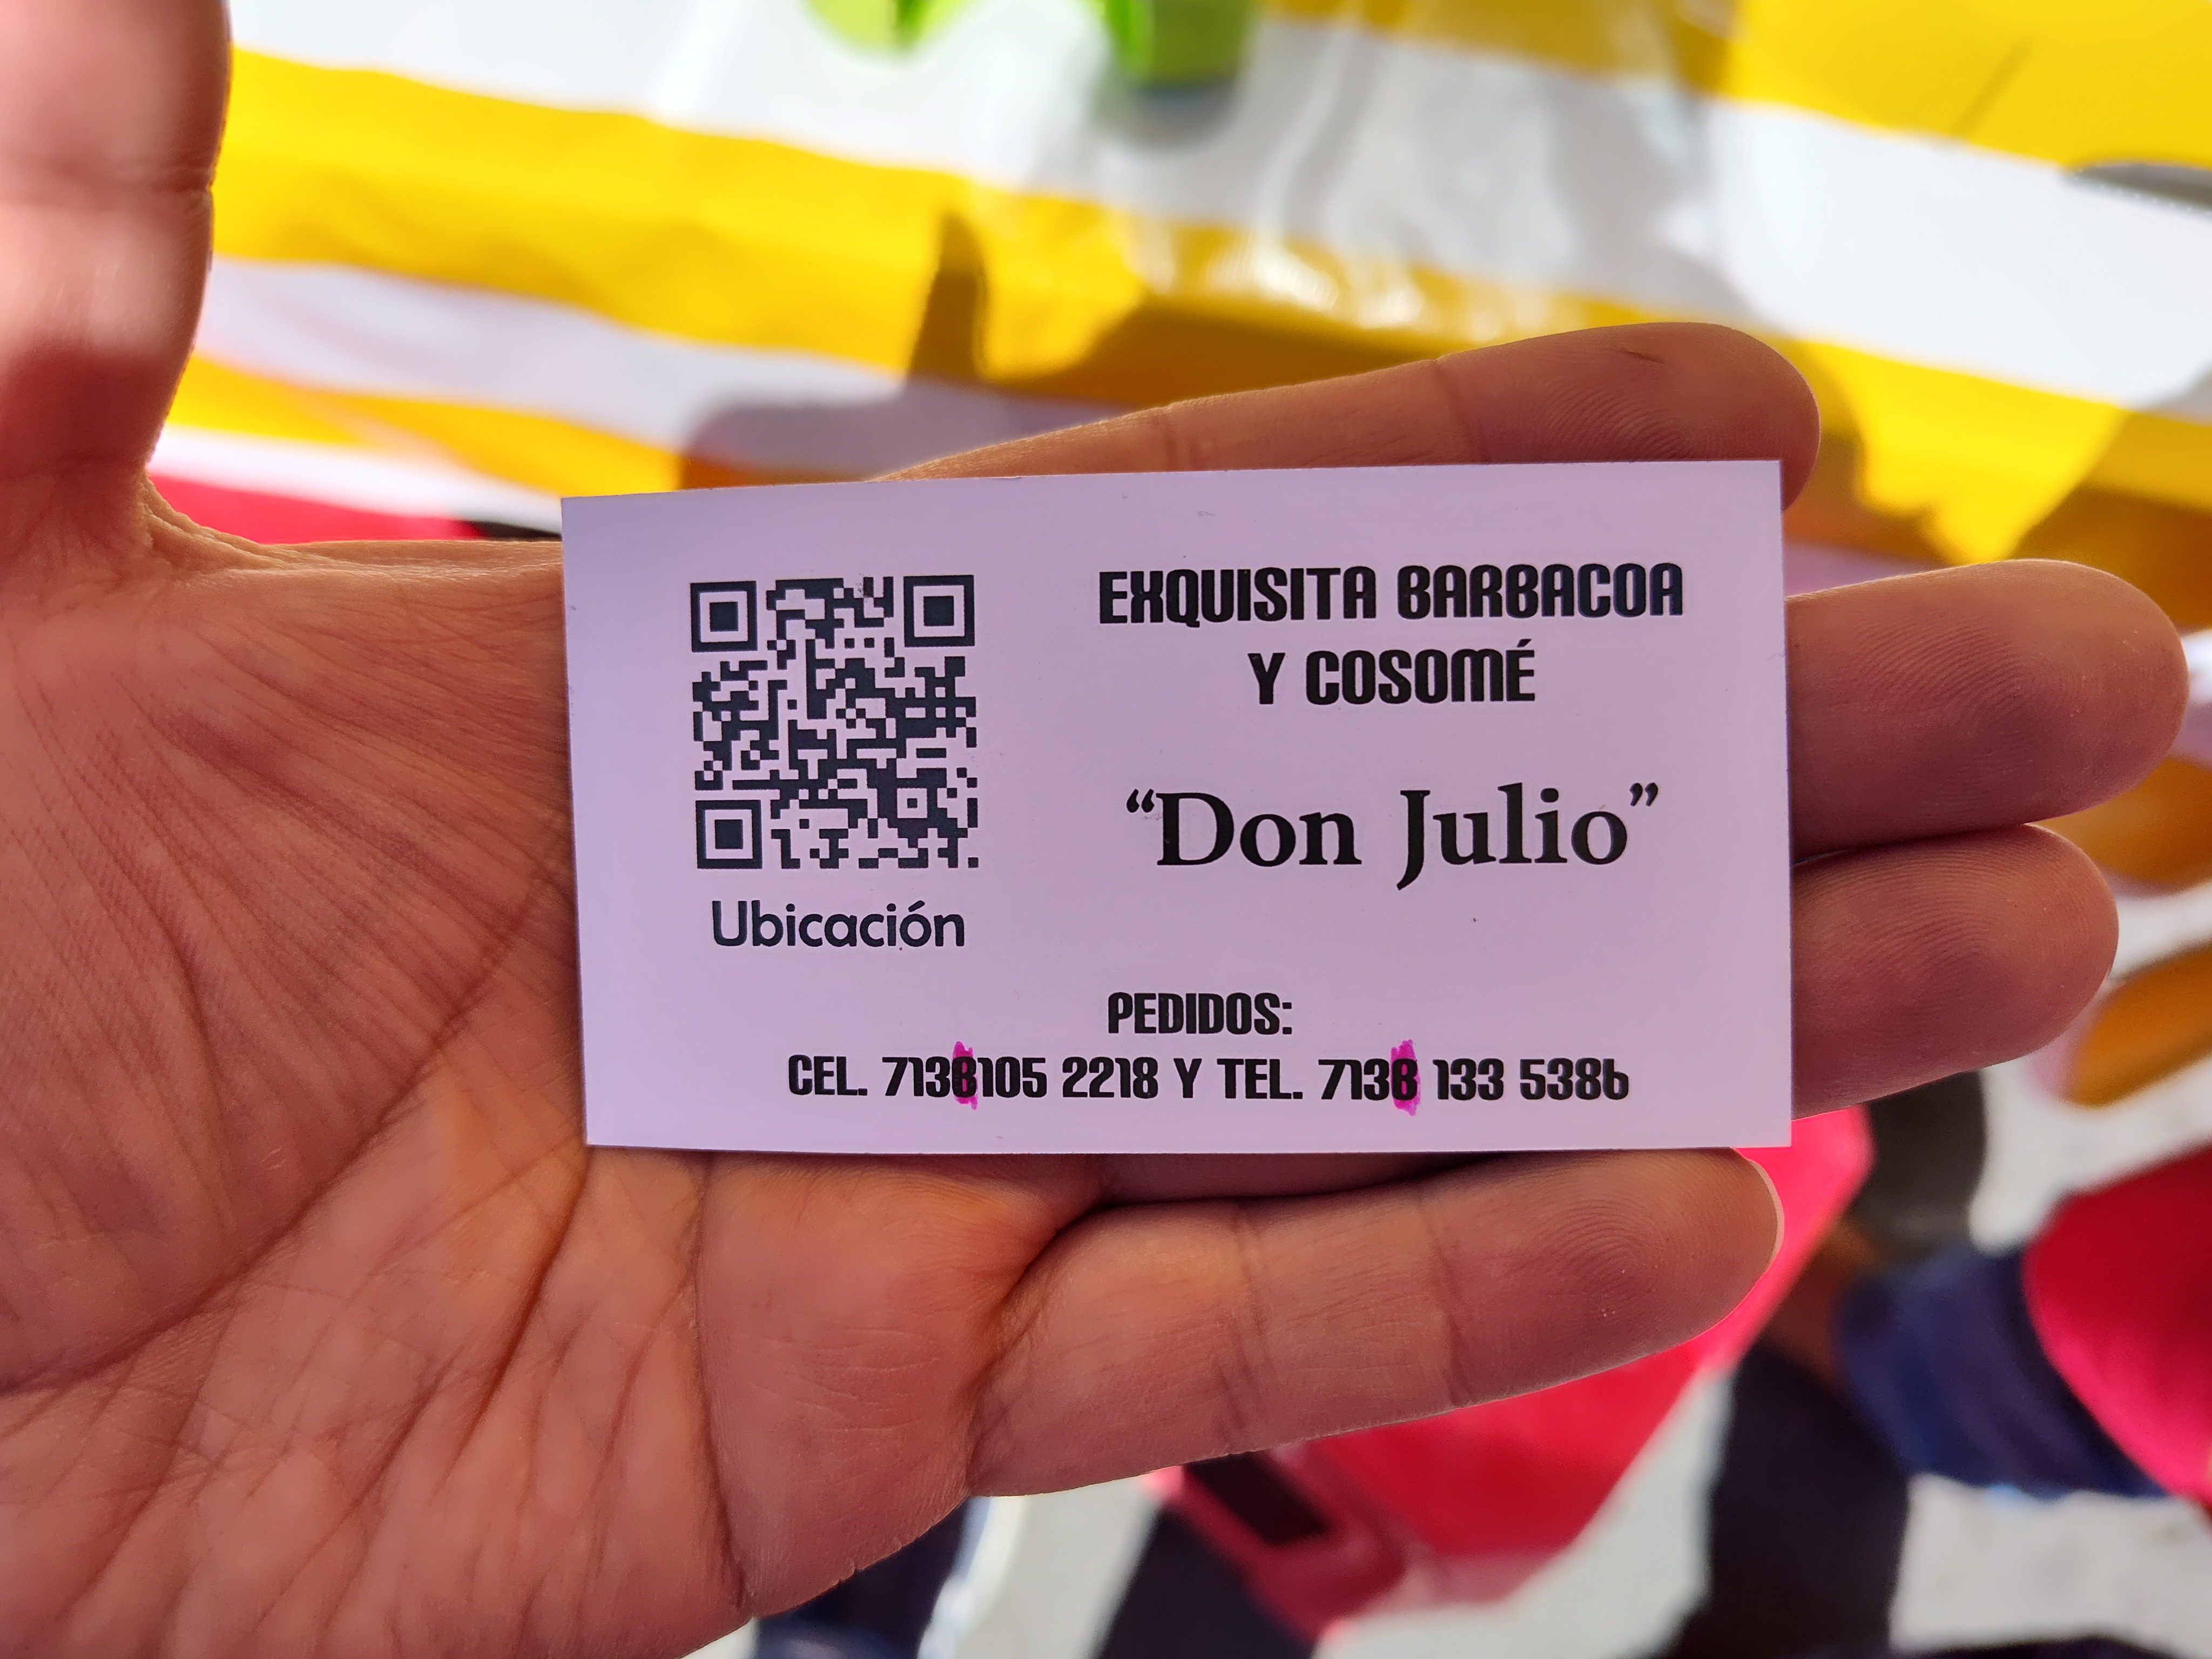 EXQUISITA BARBACOA
Y COSOMÉ
“Don Julio”
Ubicación
PEDIDOS:
CEL. 7138105 2218 Y TEL. 7138 133 5386